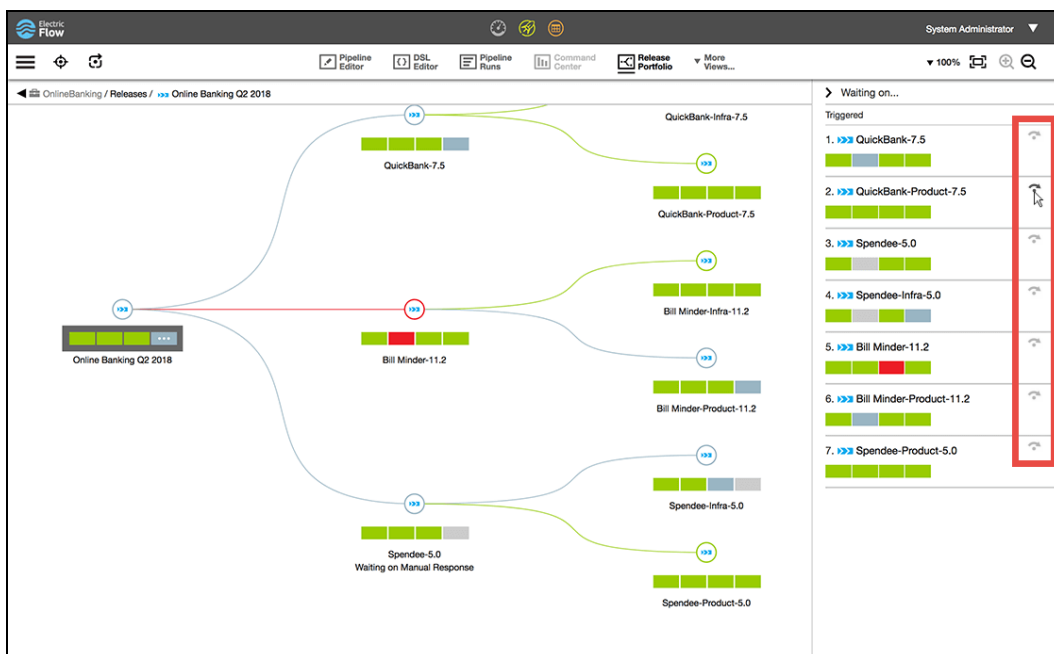 Electric
Flow
System Administrator
Pipeline
Editor
DSL
Editor
Pipeline
Runs
Command
Center
Release
Portfolio
More
Views...
100%
OnlineBanking / Releases / Online Banking Q2 2018
Waiting on...
Triggered
QuickBank-Infra-7.5
QuickBank-7.5
QuickBank-Product-7.5
Bill Minder-Infra-11.2
Online Banking Q2 2018
Bill Minder-11.2
Bill Minder-Product-11.2
Spendee-Infra-5.0
Spendee-5.0
Waiting on Manual Response
Spendee-Product-5.0
1. QuickBank-7.5
2. QuickBank-Product-7.5
3. Spendee-5.0
4. Spendee-Infra-5.0
5. Bill Minder-11.2
6. Bill Minder-Product-11.2
7. Spendee-Product-5.0